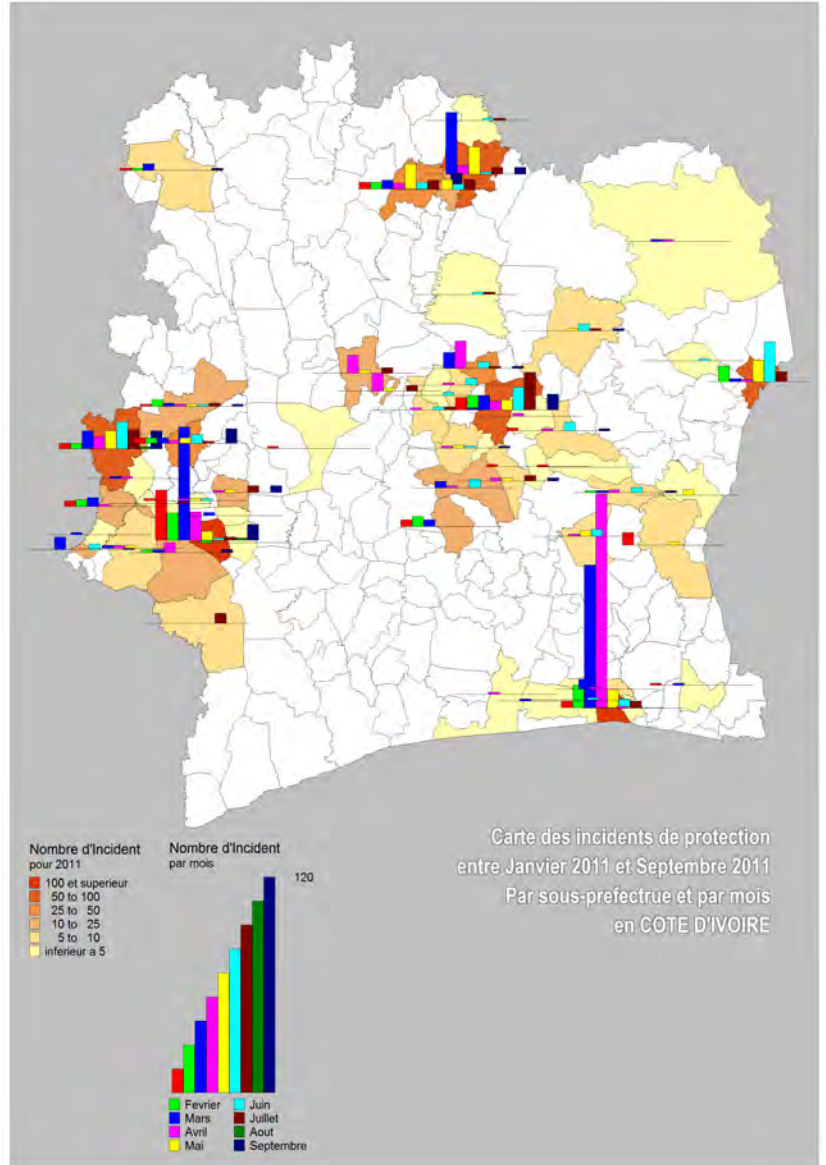 Carte des incidents de protection
entre Janvier 2011 et Septembre 2011
Par sous-prefectrue et par mois
en COTE D'IVOIRE
Nombre d'Incident
pour 2011
100 et superieur
50 to 100
25 to 50
10 to 25
5 to 10
inferieur a 5
Nombre d'Incident
par mois
120
Fevrier
Mars
Avril
Mai
Juin
Juillet
Aout
Septembre